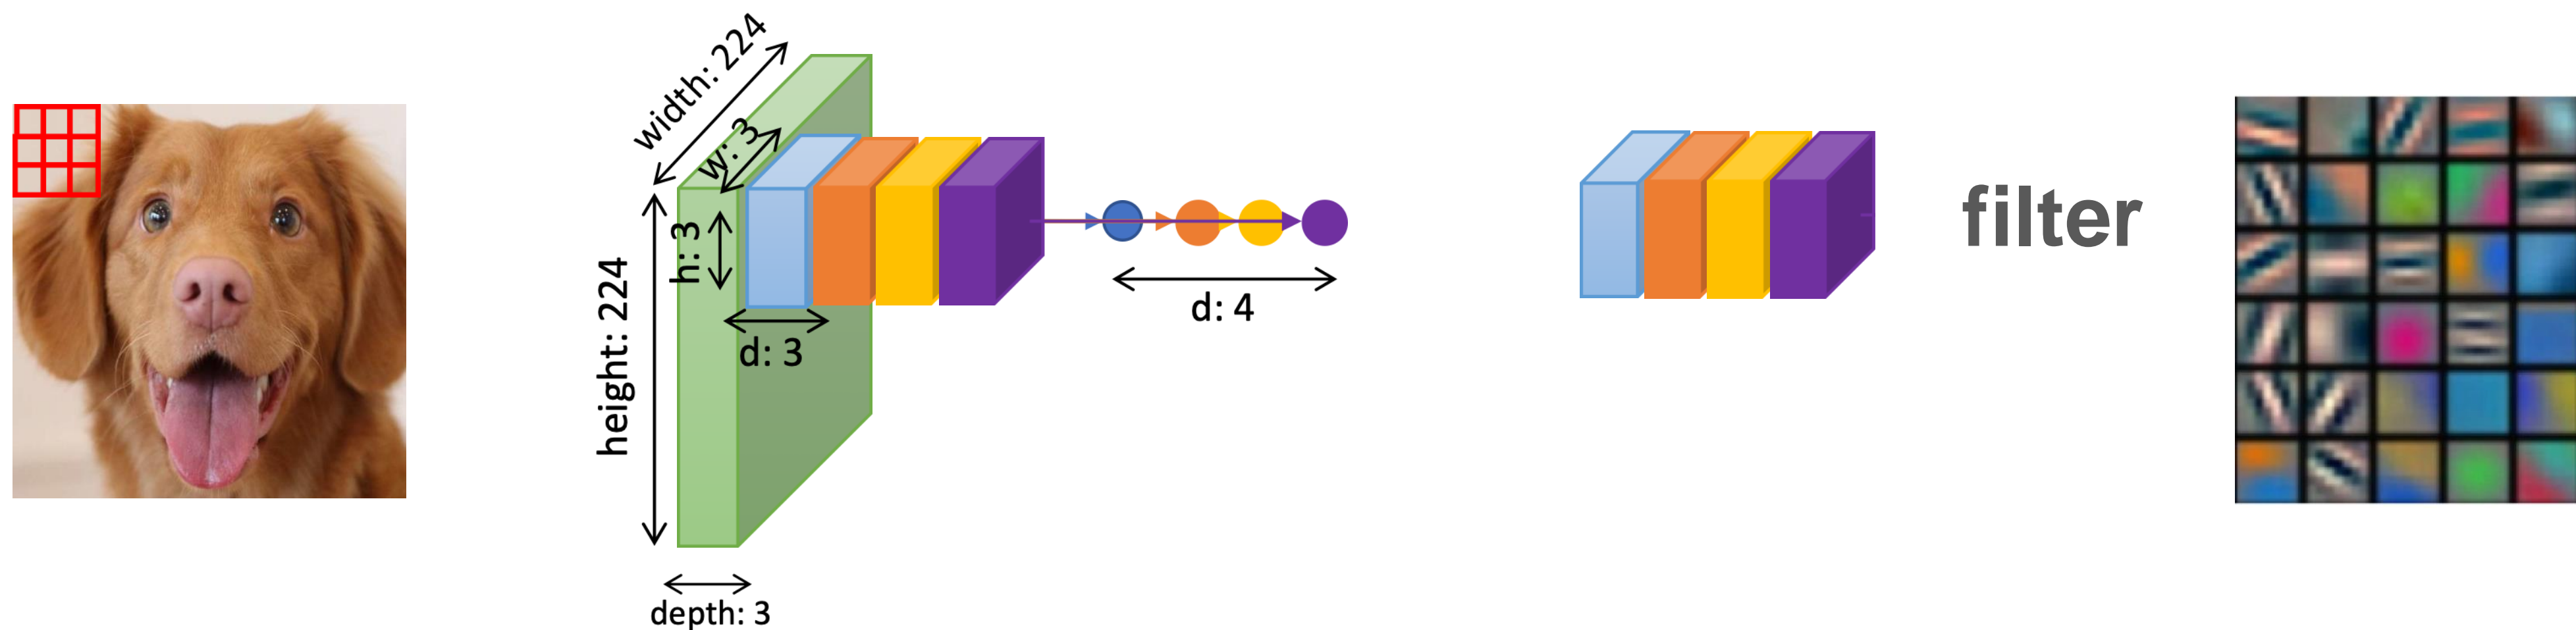 width: 224
w: 3
h: 3
height: 224
d: 3
depth: 3
d: 4
filter